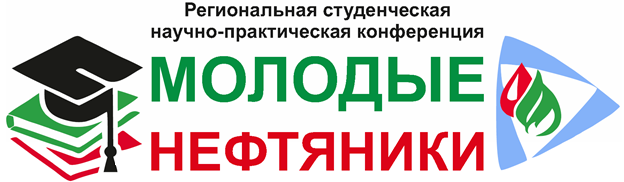 Региональная студенческая
научно-практическая конференция
МОЛОДЫЕ
НЕФТЯНИКИ